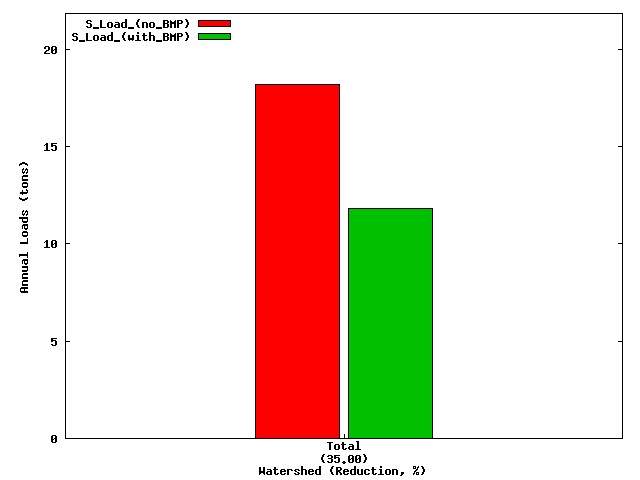 S_Load_(no_BMP)
S_Load_(with_BMP)
20
15
10
5
0
Annual Loads (tons)
Total
(35.00)
Watershed (Reduction, %)